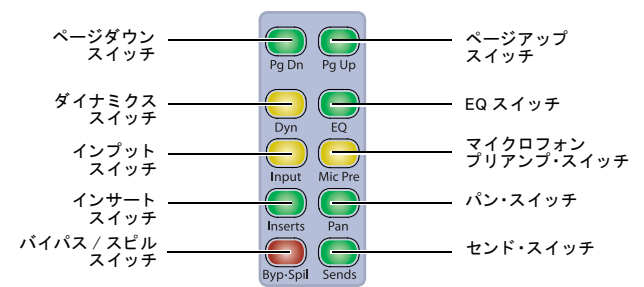 ページダウン
スイッチ
Pg Dn
Pg Up
ページアップ
スイッチ
ダイナミクス
スイッチ
Dyn
EQ
EQ スイッチ
インプット
スイッチ
Input
Mic Pre
マイクロフォン
プリアンプ・スイッチ
インサート
スイッチ
Inserts
Pan
パン・スイッチ
バイパス / スピル
スイッチ
Byp·Spil
Sends
センド・スイッチ